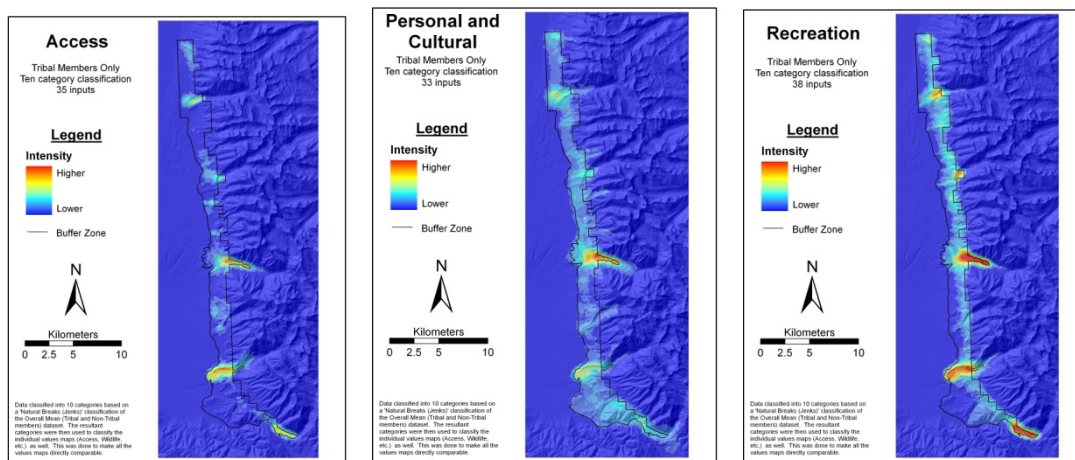 Access
Tribal Members Only
Ten category classification
35 inputs
Legend
Intensity
Higher
Lower
Buffer Zone
N
Kilometers
0 2.5 5 10
Data classified into 10 categories based on
a 'Natural Breaks (Jenks)' classification of
the Overall Mean (Tribal and Non-Tribal
members) dataset. The resultant
categories were then used to classify the
individual values maps (Access, Wildlife,
etc.) as well. This was done to make all the
values maps directly comparable.
Personal and
Cultural
Tribal Members Only
Ten category classification
33 inputs
Legend
Intensity
Higher
Lower
Buffer Zone
N
Kilometers
0 2.5 5 10
Data classified into 10 categories based on
a 'Natural Breaks (Jenks)' classification of
the Overall Mean (Tribal and Non-Tribal
members) dataset. The resultant
categories were then used to classify the
individual values maps (Access, Wildlife,
etc.) as well. This was done to make all the
values maps directly comparable.
Recreation
Tribal Members Only
Ten category classification
38 inputs
Legend
Intensity
Higher
Lower
Buffer Zone
N
Kilometers
0 2.5 5 10
Data classified into 10 categories based on
a 'Natural Breaks (Jenks)' classification of
the Overall Mean (Tribal and Non-Tribal
members) dataset. The resultant
categories were then used to classify the
individual values maps (Access, Wildlife,
etc.) as well. This was done to make all the
values maps directly comparable.